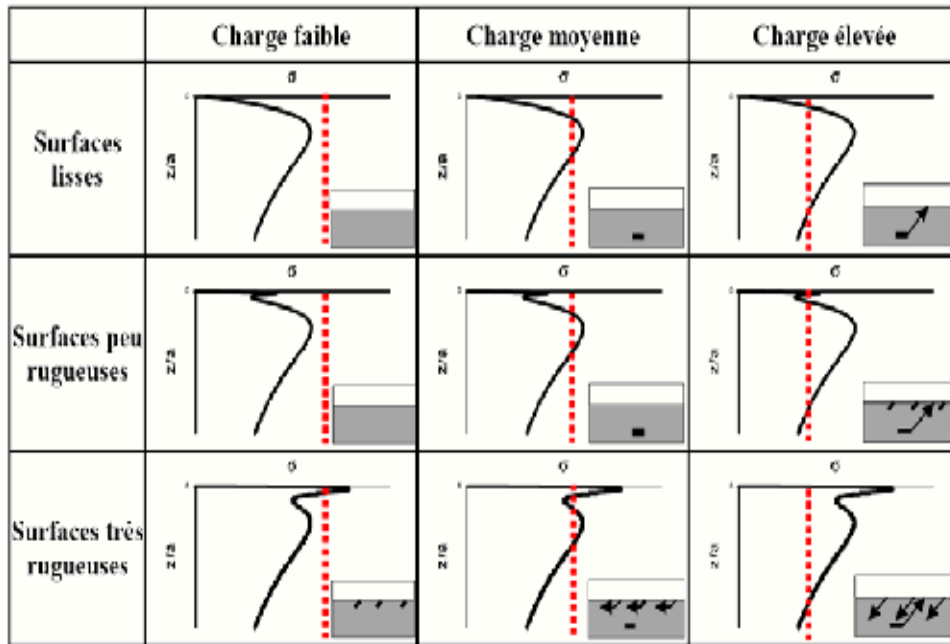 Charge faible
Charge moyenne
Charge élevée
Surfaces
lisses
σ
z/a
σ
z/a
σ
z/a
Surfaces peu
rugueuses
σ
z/a
σ
z/a
σ
z/a
Surfaces très
rugueuses
σ
z/a
σ
z/a
σ
z/a